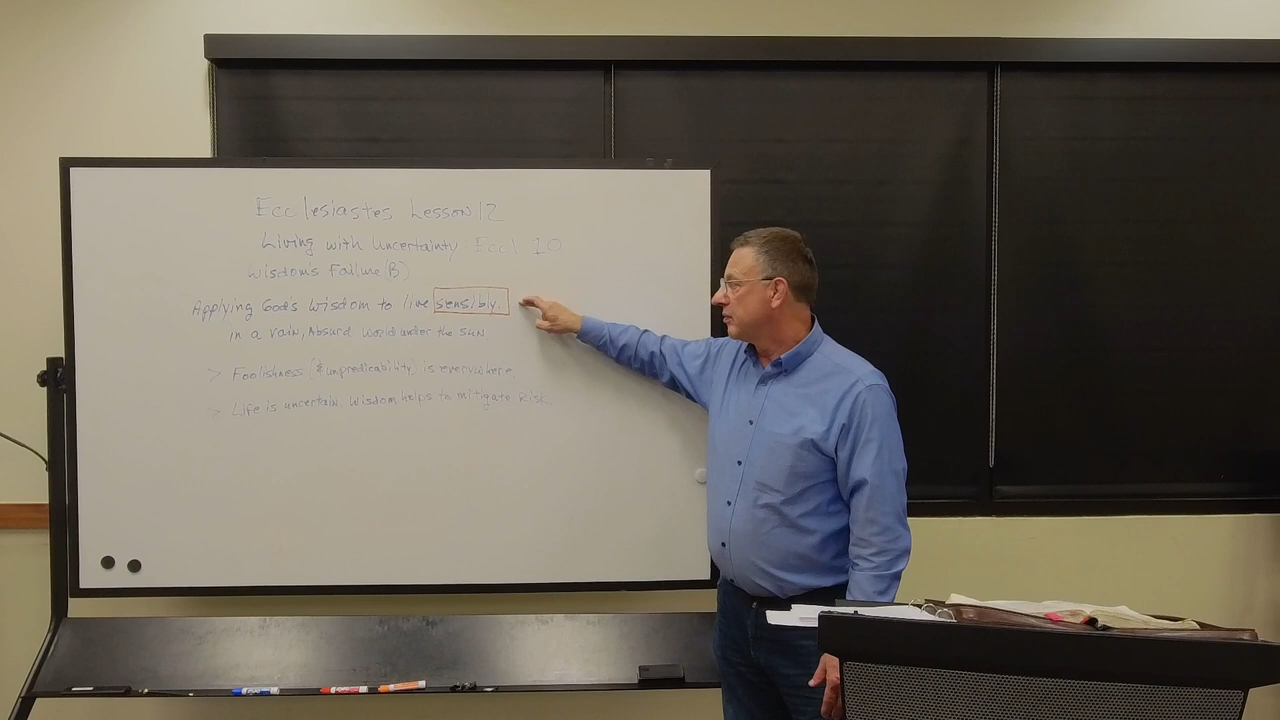 Ecclesiastes Lesson 12
Living with Uncertainty Eccl 10
Wisdom's Failure (B)
Applying God's Wisdom to live sensibly.
in a vain, Absurd World under the sun
> Foolishness (& unpredicability) is everywhere.
> Life is uncertain. Wisdom helps to mitigate Risk.